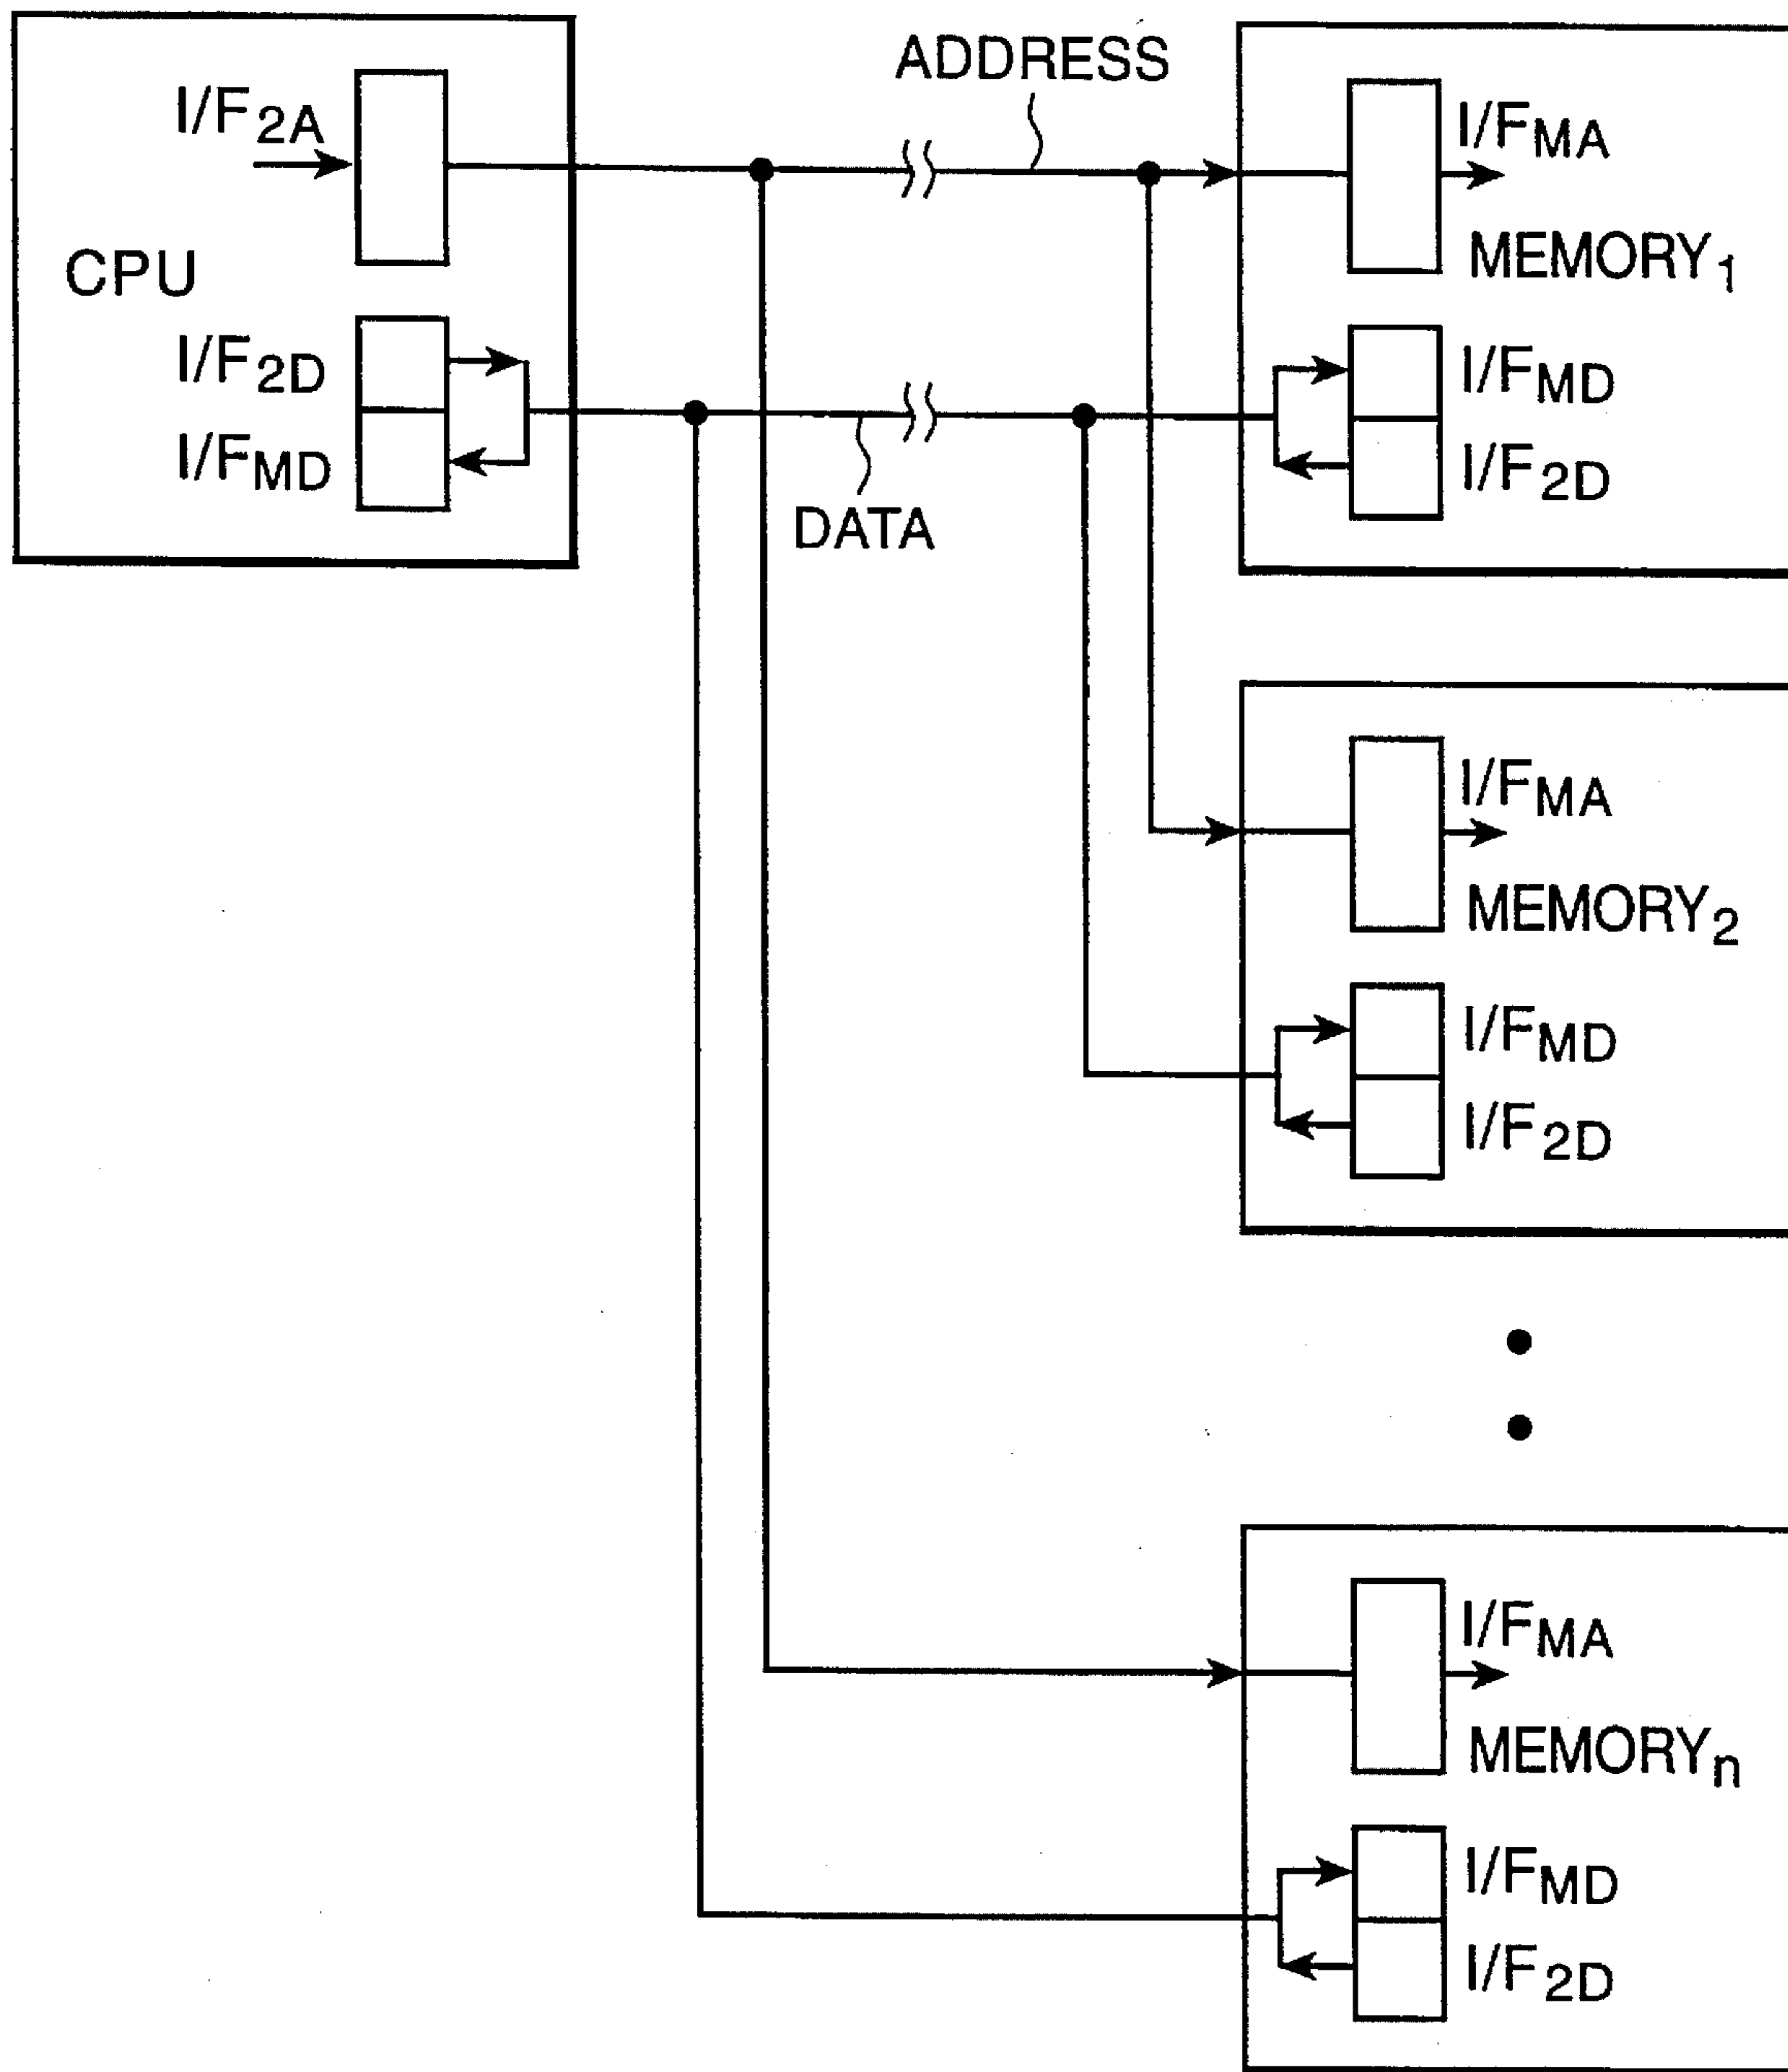 ADDRESS
I/F2A
CPU
I/F2D
I/FMD
DATA
I/FMA
MEMORY1
I/FMD
I/F2D
I/FMA
MEMORY2
I/FMD
I/F2D
I/FMA
MEMORYn
I/FMD
I/F2D